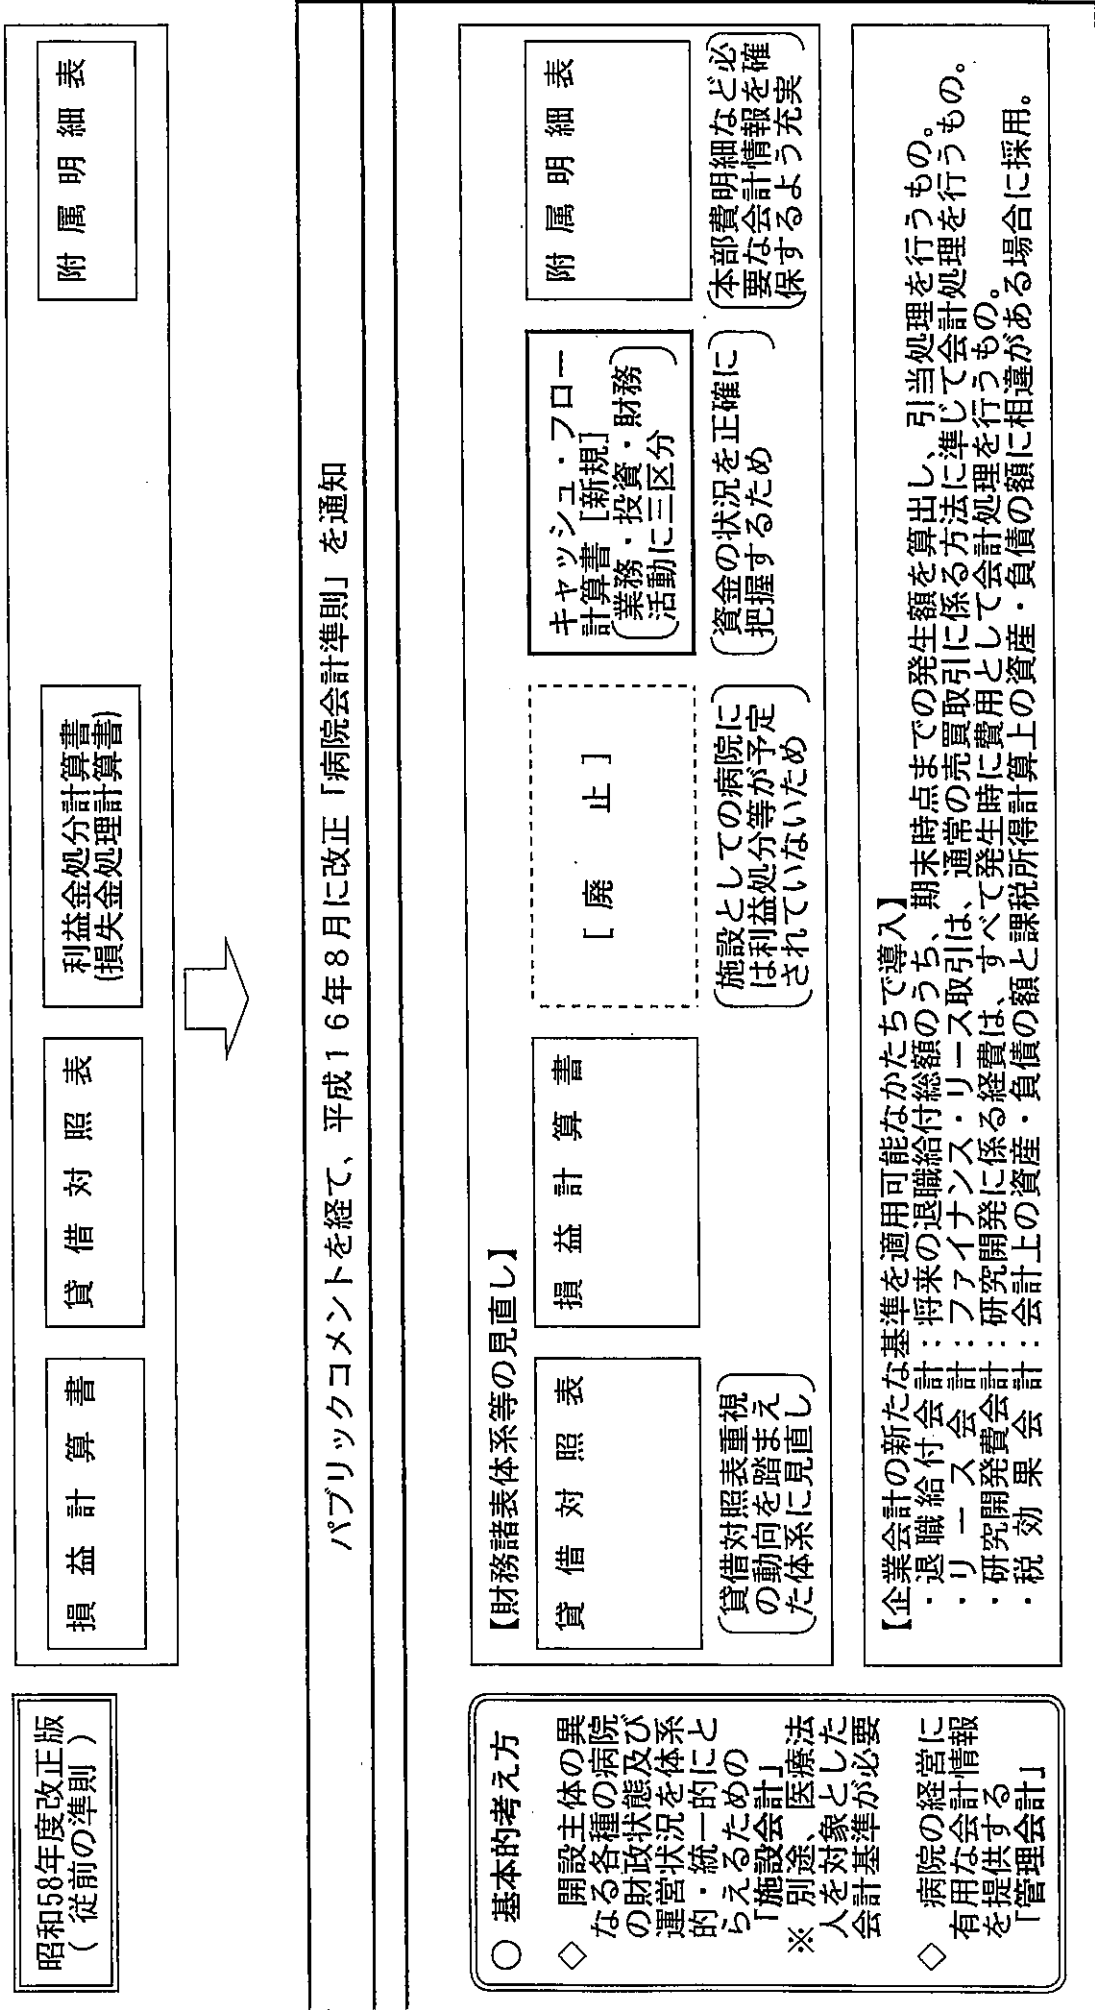 昭和58年度改正版
( 従前の準則 )
損益計算書
貸借対照表
利益金処分計算書
(損失金処理計算書)
附属明細表
パブリックコメントを経て、平成16年8月に改正「病院会計準則」を通知
○ 基本的考え方
◇ 開設主体の異
なる各種の病院
の財政状態及び
運営状況を体系
的・統一的にと
らえるための
「施設会計」
※ 別途、医療法
人を対象とした
会計基準が必要
◇ 病院の経営に
有用な会計情報
を提供する
「管理会計」
【財務諸表体系等の見直し】
貸借対照表
(貸借対照表重視
の動向を踏まえ
た体系に見直し)
損益計算書
[廃止]
(施設としての病院に
は利益処分等が予定
されていないため)
キャッシュ・フロー
計算書[新規]
(業務・投資・財務
活動に三区分)
(資金の状況を正確に
把握するため)
附属明細表
(本部費明細など必
要な会計情報を確
保するよう充実)
【企業会計の新たな基準を適用可能なかたちで導入】
・退職給付会計:将来の退職給付総額のうち、期末時点までの発生額を算出し、引当処理を行うもの。
・リース会計:ファイナンス・リース取引は、通常の売買取引に係る方法に準じて会計処理を行うもの。
・研究開発費会計:研究開発に係る経費は、すべて発生時に費用として会計処理を行うもの。
・税効果会計:会計上の資産・負債の額と課税所得計算上の資産・負債の額に相違がある場合に採用。